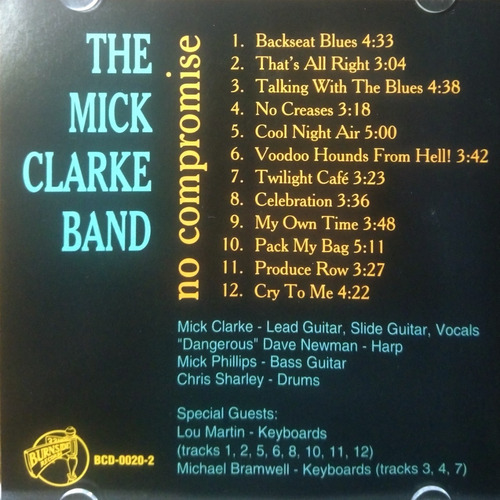 THE
MICK
CLARKE
BAND
no compromise
1. Backseat Blues 4:33
2. That's All Right 3:04
3. Talking With The Blues 4:38
4. No Creases 3:18
5. Cool Night Air 5:00
6. Voodoo Hounds From Hell! 3:42
7. Twilight Café 3:23
8. Celebration 3:36
9. My Own Time 3:48
10. Pack My Bag 5:11
11. Produce Row 3:27
12. Cry To Me 4:22
Mick Clarke - Lead Guitar, Slide Guitar, Vocals
"Dangerous" Dave Newman - Harp
Mick Phillips - Bass Guitar
Chris Sharley - Drums
Special Guests:
Lou Martin - Keyboards
(tracks 1, 2, 5, 6, 8, 10, 11, 12)
Michael Bramwell - Keyboards (tracks 3, 4, 7)
BURNSIDE
RECORDS
BCD-0020-2